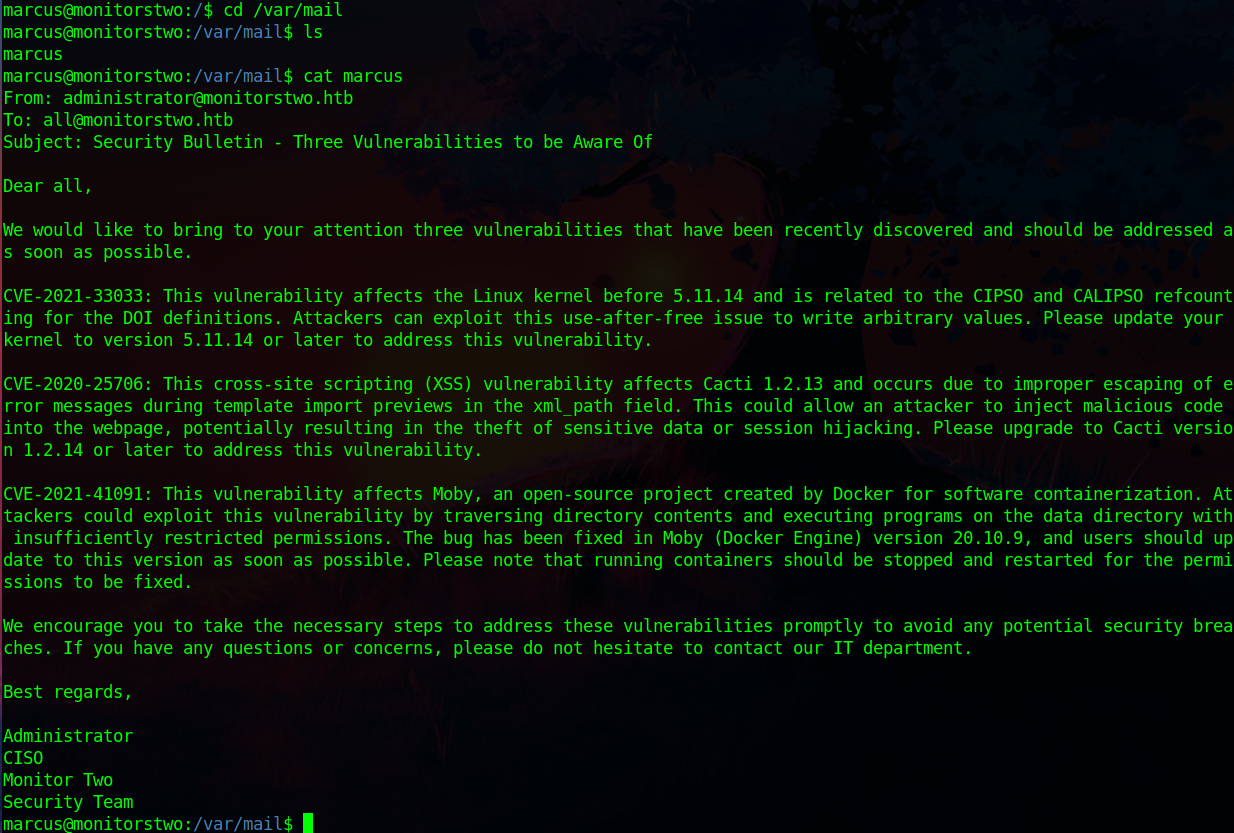 marcus@monitorstwo:/$ cd /var/mail
marcus@monitorstwo:/var/mail$ ls
marcus
marcus@monitorstwo:/var/mail$ cat marcus
From: administrator@monitorstwo.htb
To: all@monitorstwo.htb
Subject: Security Bulletin - Three Vulnerabilities to be Aware Of
Dear all,
We would like to bring to your attention three vulnerabilities that have been recently discovered and should be addressed a
s soon as possible.
CVE-2021-33033: This vulnerability affects the Linux kernel before 5.11.14 and is related to the CIPSO and CALIPSO refcount
ing for the DOI definitions. Attackers can exploit this use-after-free issue to write arbitrary values. Please update your
kernel to version 5.11.14 or later to address this vulnerability.
CVE-2020-25706: This cross-site scripting (XSS) vulnerability affects Cacti 1.2.13 and occurs due to improper escaping of e
rror messages during template import previews in the xml_path field. This could allow an attacker to inject malicious code
into the webpage, potentially resulting in the theft of sensitive data or session hijacking. Please upgrade to Cacti versio
n 1.2.14 or later to address this vulnerability.
CVE-2021-41091: This vulnerability affects Moby, an open-source project created by Docker for software containerization. At
tackers could exploit this vulnerability by traversing directory contents and executing programs on the data directory with
insufficiently restricted permissions. The bug has been fixed in Moby (Docker Engine) version 20.10.9, and users should up
date to this version as soon as possible. Please note that running containers should be stopped and restarted for the permi
ssions to be fixed.
We encourage you to take the necessary steps to address these vulnerabilities promptly to avoid any potential security brea
ches. If you have any questions or concerns, please do not hesitate to contact our IT department.
Best regards,
Administrator
CISO
Monitor Two
Security Team
marcus@monitorstwo:/var/mail$